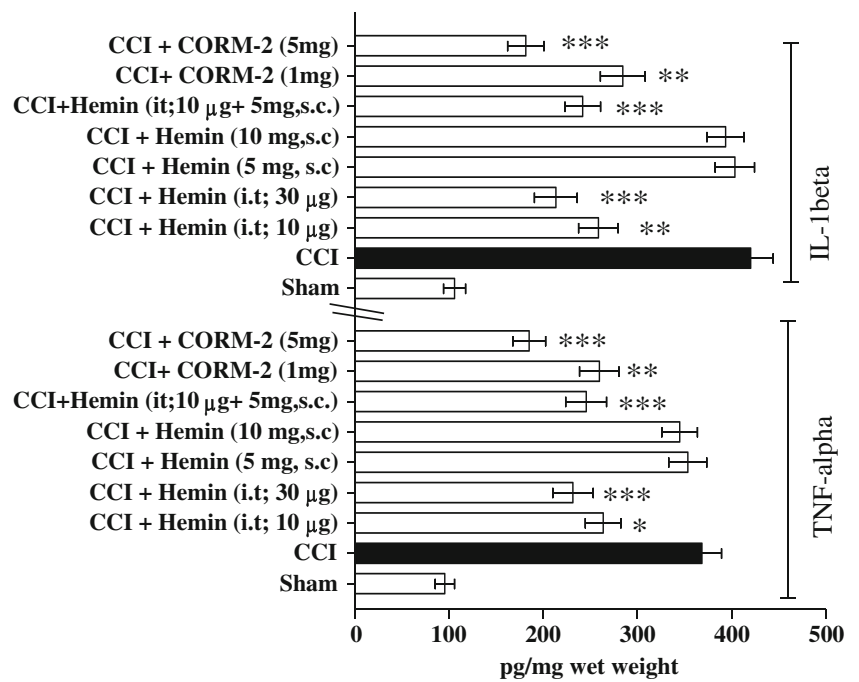 CCI + CORM-2 (5mg) ***
CCI+ CORM-2 (1mg) **
CCI+Hemin (it;10 µg+ 5mg,s.c.) ***
CCI + Hemin (10 mg,s.c)
CCI + Hemin (5 mg, s.c)
CCI + Hemin (i.t; 30 µg) ***
CCI + Hemin (i.t; 10 µg) **
CCI
Sham
IL-1beta
CCI + CORM-2 (5mg) ***
CCI+ CORM-2 (1mg) **
CCI+Hemin (it;10 µg+ 5mg,s.c.) ***
CCI + Hemin (10 mg,s.c)
CCI + Hemin (5 mg, s.c)
CCI + Hemin (i.t; 30 µg) ***
CCI + Hemin (i.t; 10 µg) *
CCI
Sham
TNF-alpha
0 100 200 300 400 500
pg/mg wet weight